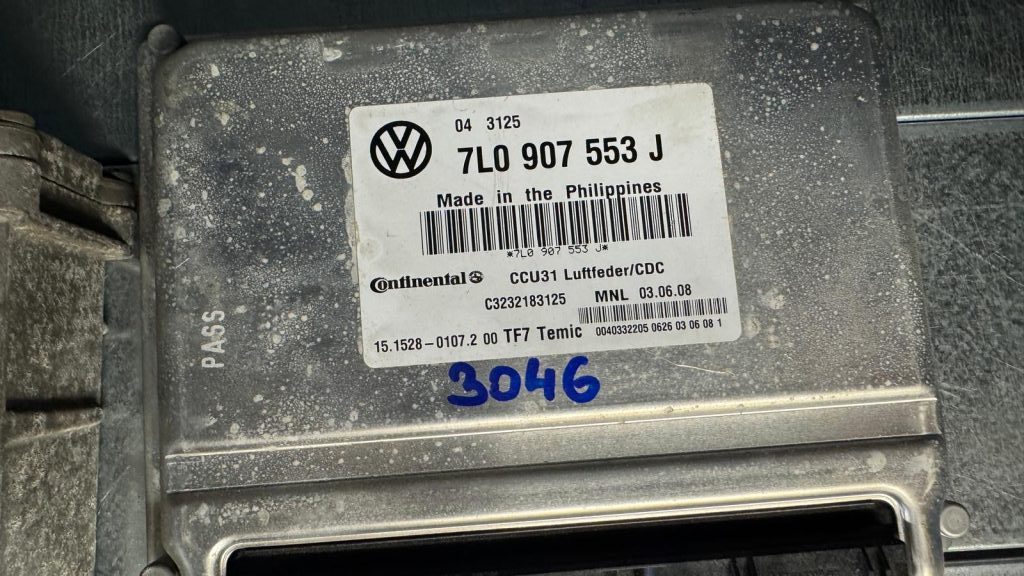 04 3125
7L0 907 553 J
Made in the Philippines
*7L0 907 553 J*
Continental CCU31 Luftfeder/CDC
C3232183125 MNL 03.06.08
15.1528-0107.2 00 TF7 Temic 0040332205 0626 03 06 08 1
3046
PA6S